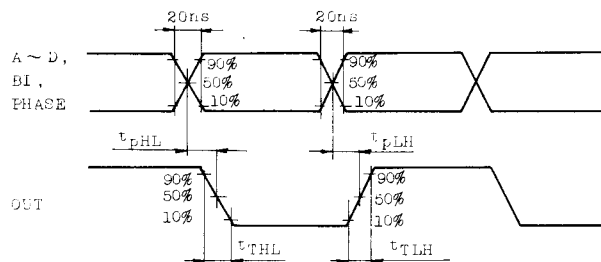 20ns 20ns
A ~ D,
BI,
PHASE
90% 90%
50% 50%
10% 10%
tpHL tpLH
OUT
90% 90%
50% 50%
10% 10%
tTHL tTLH